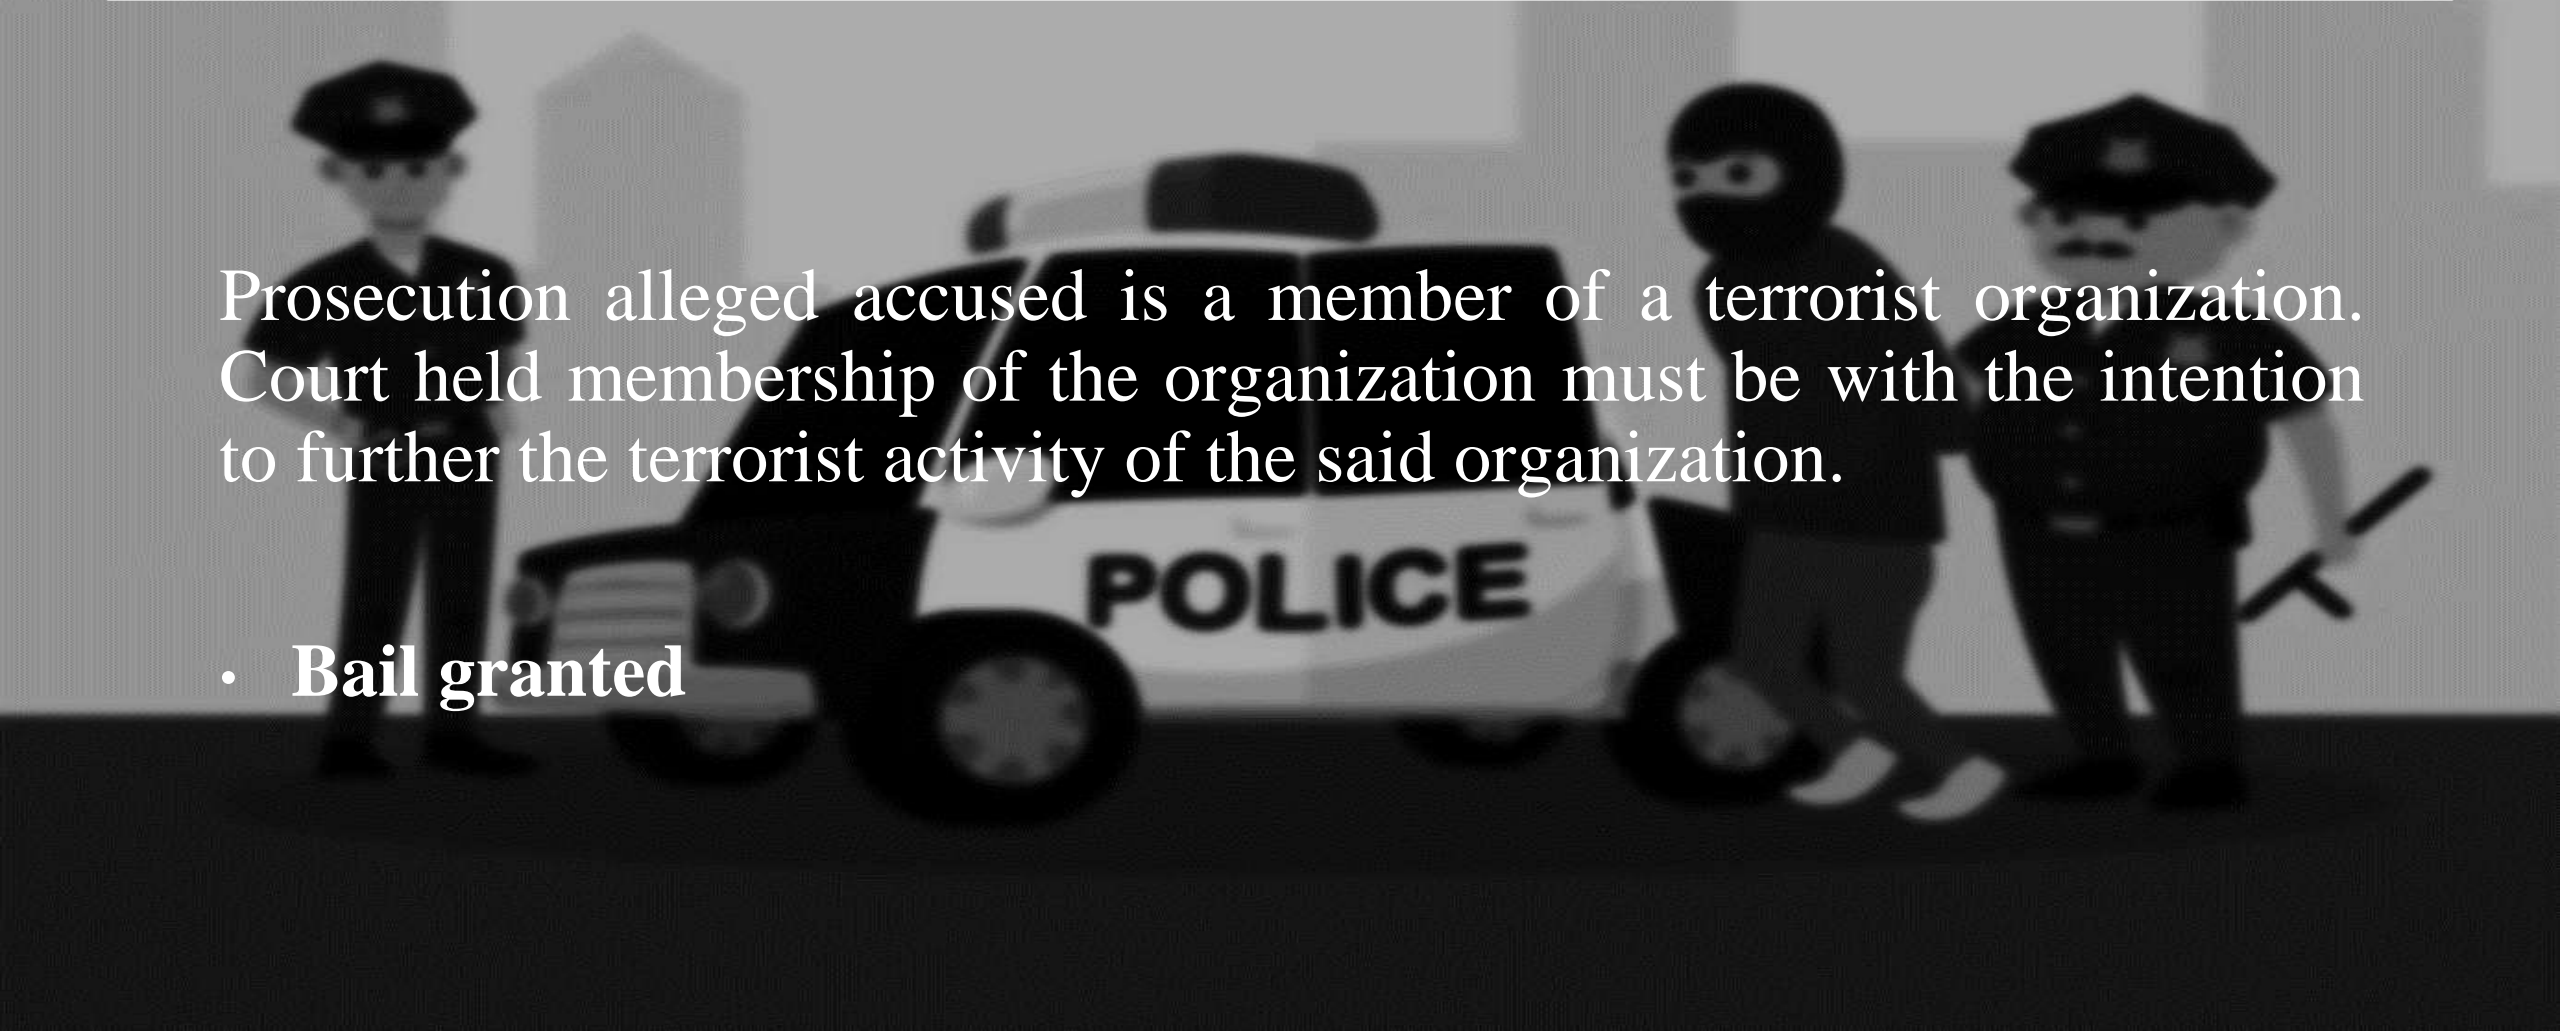 Prosecution alleged accused is a member of a terrorist organization.
Court held membership of the organization must be with the intention
to further the terrorist activity of the said organization.
POLICE
• Bail granted